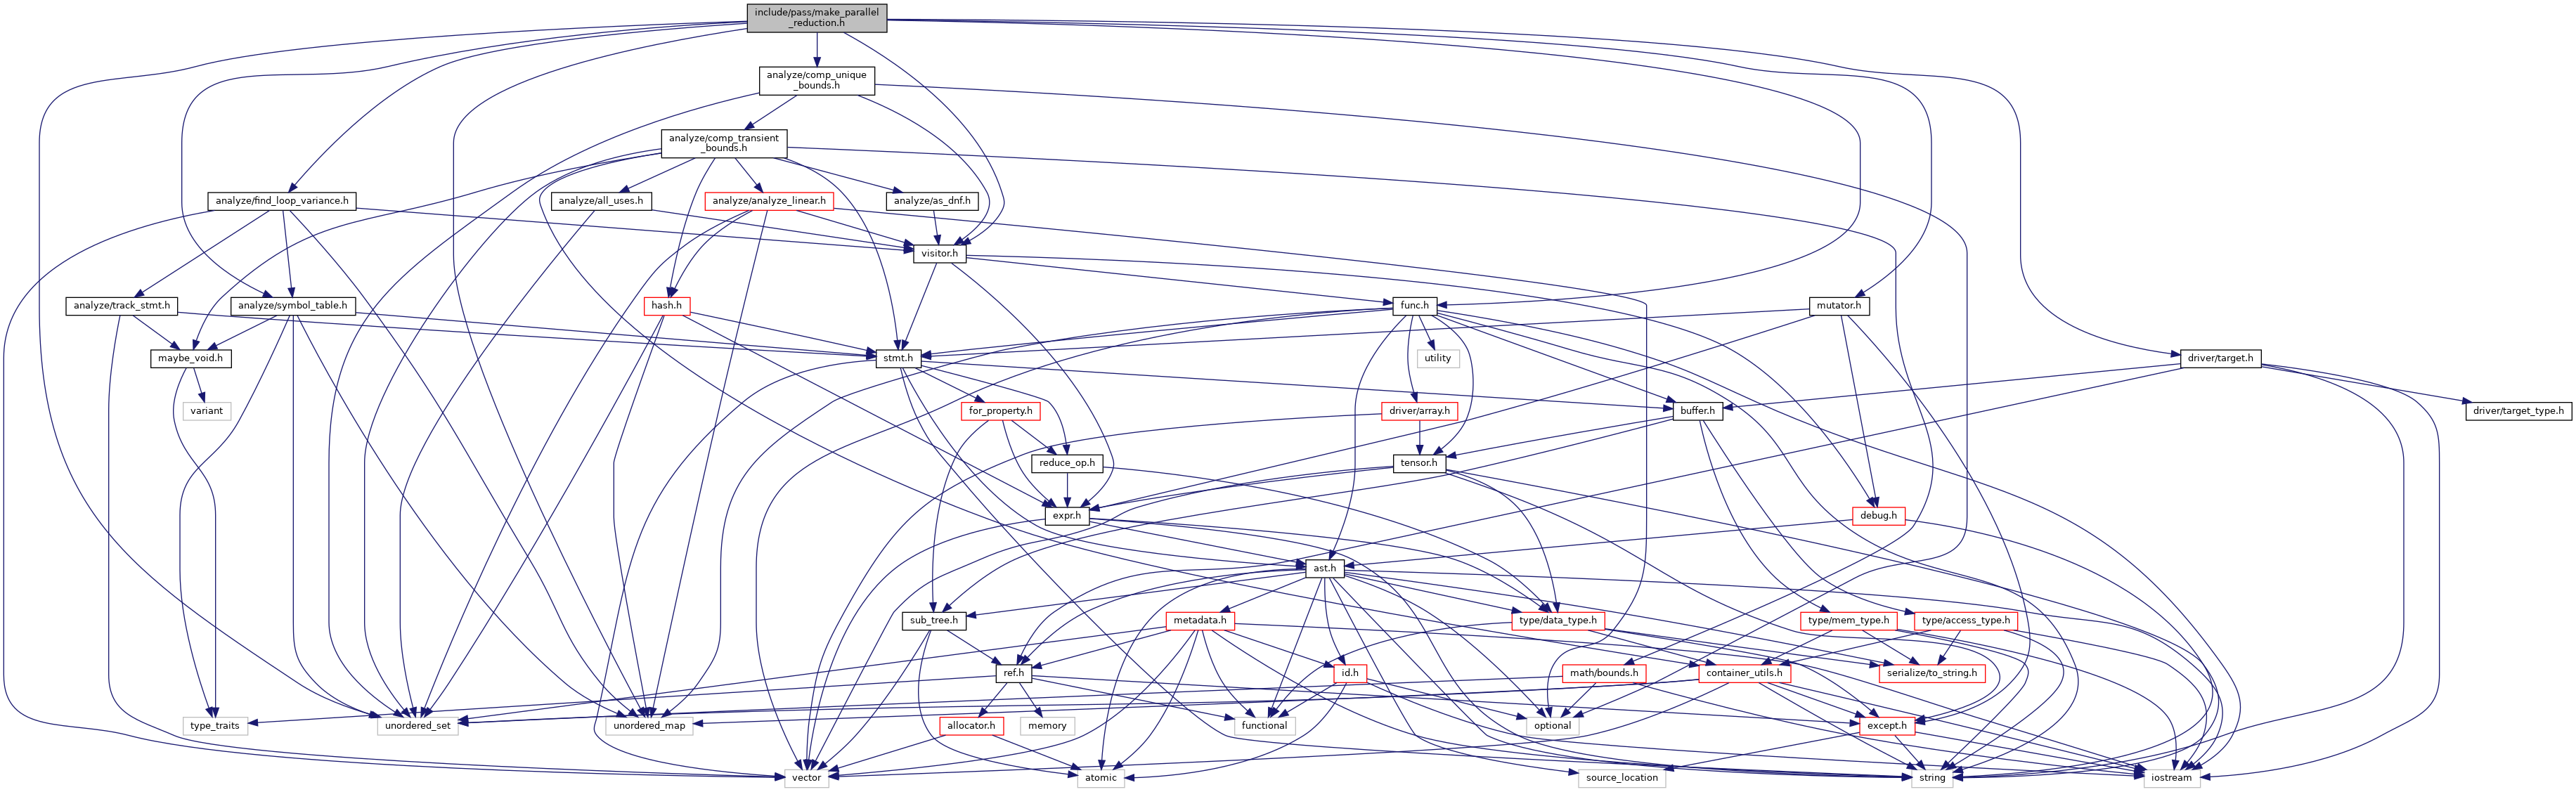 include/pass/make_parallel
_reduction.h
analyze/comp_unique
_bounds.h
analyze/comp_transient
_bounds.h
analyze/find_loop_variance.h
analyze/all_uses.h
analyze/analyze_linear.h
analyze/as_dnf.h
visitor.h
analyze/track_stmt.h
analyze/symbol_table.h
hash.h
func.h
mutator.h
maybe_void.h
stmt.h
utility
driver/target.h
variant
for_property.h
driver/array.h
buffer.h
driver/target_type.h
reduce_op.h
tensor.h
expr.h
debug.h
ast.h
sub_tree.h
metadata.h
type/data_type.h
type/mem_type.h
type/access_type.h
ref.h
id.h
math/bounds.h
container_utils.h
serialize/to_string.h
type_traits
unordered_set
unordered_map
allocator.h
memory
functional
optional
except.h
vector
atomic
source_location
string
iostream